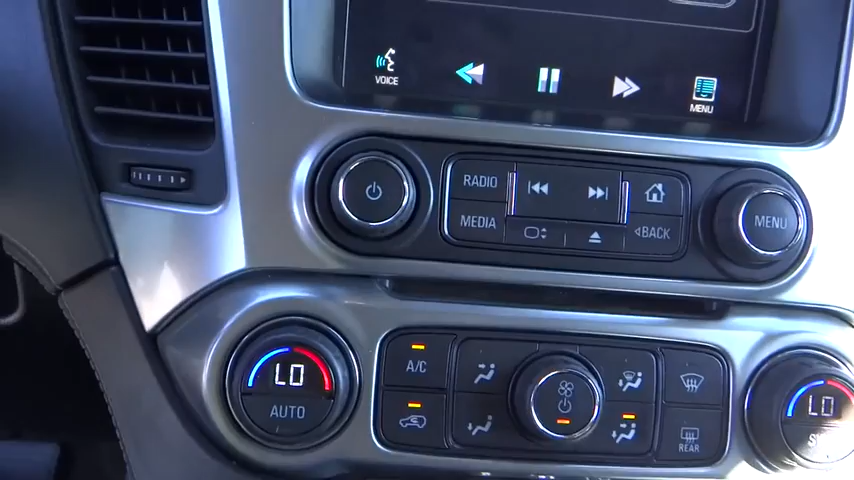 VOICE
MENU
RADIO
MEDIA
BACK
MENU
LO
AUTO
A/C
REAR
LO